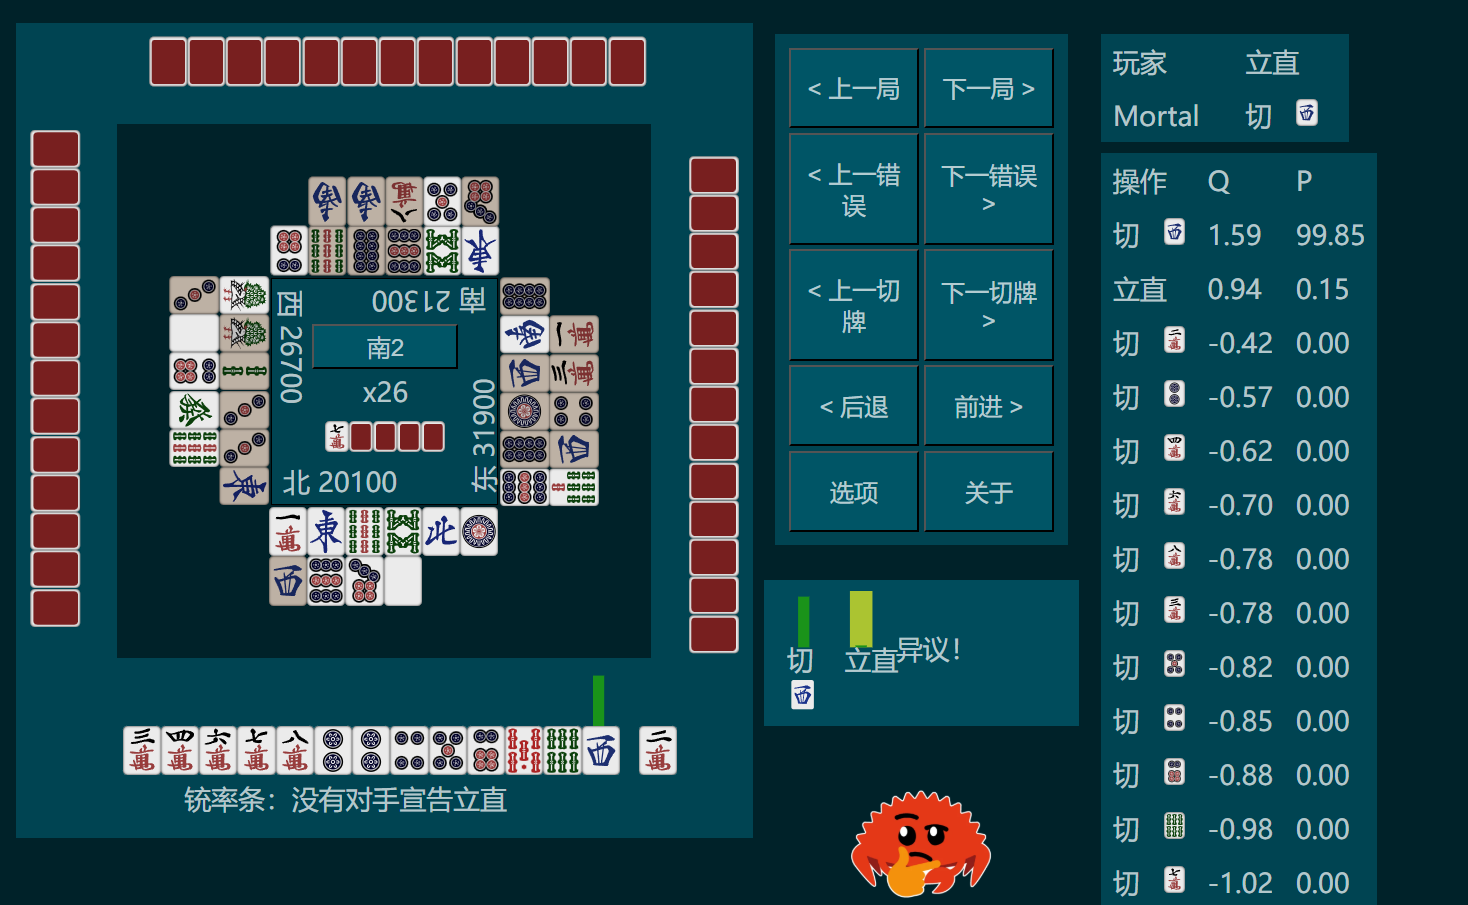 南 21300
西 26700
南2
x26
东 31900
北 20100
铳率条：没有对手宣告立直
< 上一局
下一局 >
< 上一错
误
下一错误
>
< 上一切
牌
下一切牌
>
< 后退
前进 >
选项
关于
切
立直
异议！
玩家 立直
Mortal 切
操作 Q P
切 1.59 99.85
立直 0.94 0.15
切 -0.42 0.00
切 -0.57 0.00
切 -0.62 0.00
切 -0.70 0.00
切 -0.78 0.00
切 -0.78 0.00
切 -0.82 0.00
切 -0.85 0.00
切 -0.88 0.00
切 -0.98 0.00
切 -1.02 0.00